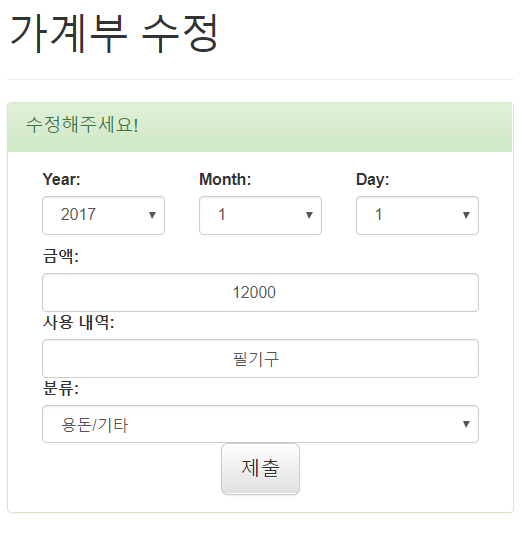 가계부 수정
수정해주세요!
Year: Month: Day:
2017 1 1
금액:
12000
사용 내역:
필기구
분류:
용돈/기타
제출